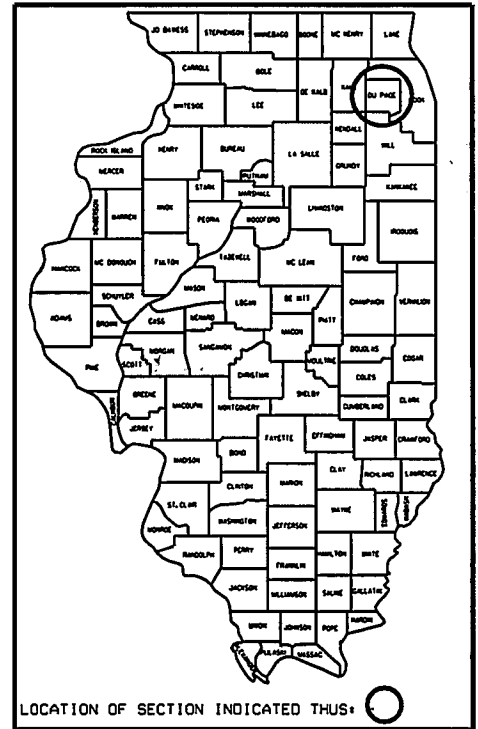 JO DAVIESS STEPHENSON WINNEBAGO BOONE MC HENRY LAKE
CARROLL OGLE
DE KALB KANE DU PAGE COOK
WHITESIDE LEE
KENDALL
ROCK ISLAND HENRY BUREAU LA SALLE GRUNDY WILL
MERCER PUTNAM KANKAKEE
STARK MARSHALL
HENDERSON WARREN KNOX PEORIA WOODFORD LIVINGSTON IROQUOIS
HANCOCK MC DONOUGH FULTON TAZEWELL MC LEAN FORD
SCHUYLER MASON LOGAN DE WITT CHAMPAIGN VERMILION
ADAMS BROWN CASS MENARD MACON PIATT
PIKE SCOTT MORGAN SANGAMON MOULTRIE DOUGLAS EDGAR
CHRISTIAN COLES
CALHOUN GREENE MACOUPIN MONTGOMERY SHELBY CUMBERLAND CLARK
JERSEY FAYETTE EFFINGHAM JASPER CRAWFORD
MADISON BOND
CLAY RICHLAND LAWRENCE
CLINTON MARION
ST. CLAIR WAYNE EDWARDS WABASH
WASHINGTON JEFFERSON
MONROE
RANDOLPH PERRY HAMILTON WHITE
FRANKLIN
JACKSON WILLIAMSON SALINE GALLATIN
HARDIN
UNION JOHNSON POPE
ALEXANDER PULASKI MASSAC
LOCATION OF SECTION INDICATED THUS: